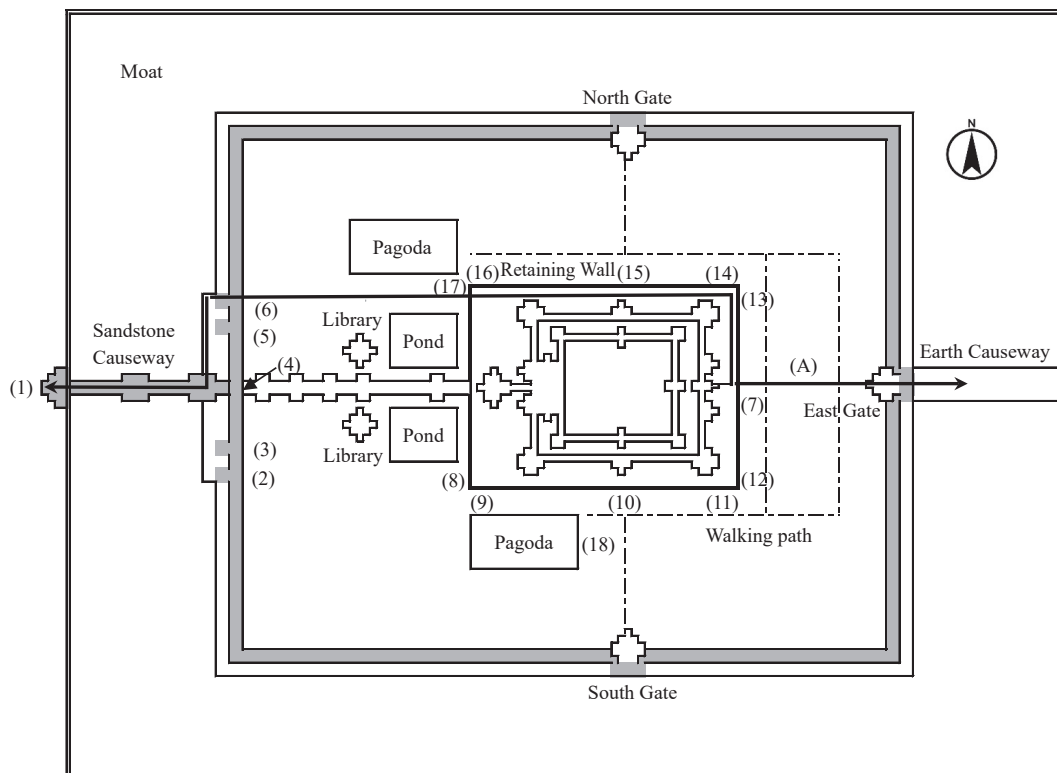 Moat
North Gate
N
Pagoda
(16) Retaining Wall (15) (14)
(17)
(13)
(6)
Library
Sandstone
Causeway
(5)
Pond
(4)
Earth Causeway
(1)
(A)
(7)
East Gate
(3)
Pond
Library
(2)
(8)
(12)
(9)
(10)
(11)
Walking path
Pagoda
(18)
South Gate